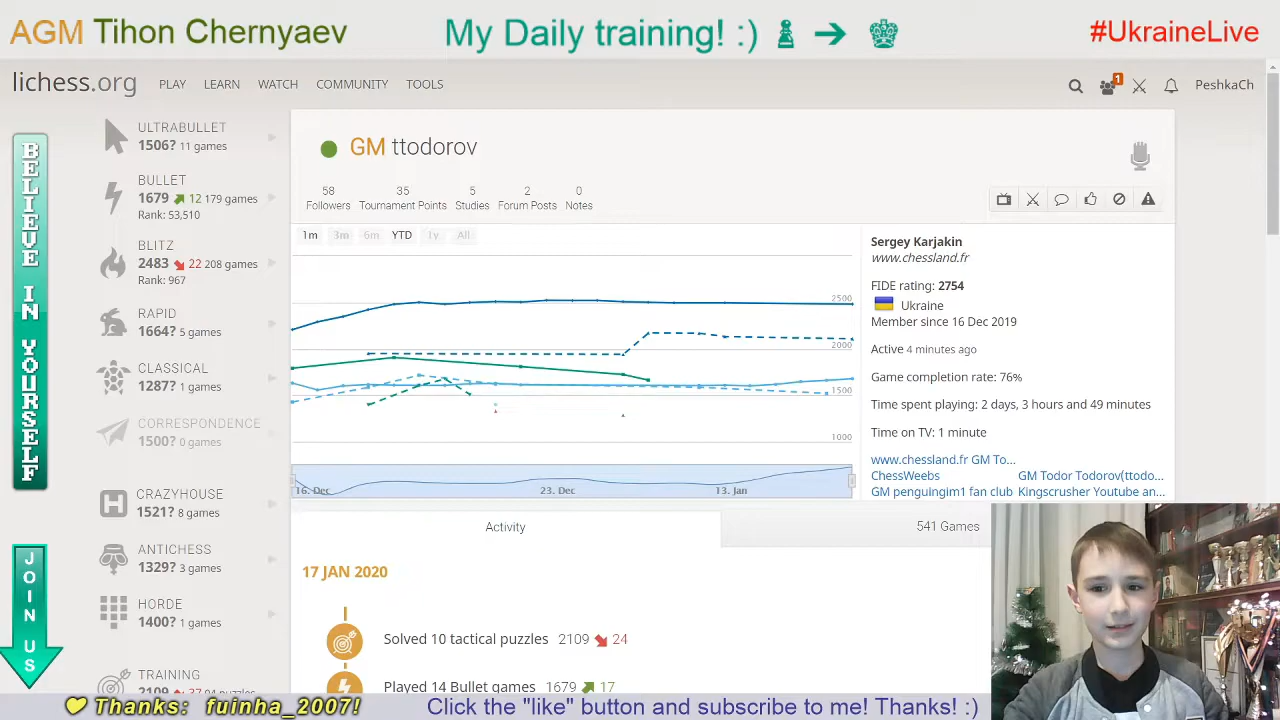 AGM Tihon Chernyaev
My Daily training! :)
#UkraineLive
lichess.org
PLAY
LEARN
WATCH
COMMUNITY
TOOLS
1
PeshkaCh
BELIEVE IN YOURSELF
JOIN US
ULTRABULLET
1506? 11 games
BULLET
1679 12 179 games
Rank: 53,510
BLITZ
2483 22 208 games
Rank: 967
RAPID
1664? 5 games
CLASSICAL
1287? 1 games
CORRESPONDENCE
1500? 0 games
CRAZYHOUSE
1521? 8 games
ANTICHESS
1329? 3 games
HORDE
1400? 1 games
TRAINING
GM ttodorov
58
Followers
35
Tournament Points
5
Studies
2
Forum Posts
0
Notes
1m
3m
6m
YTD
1y
All
2500
2000
1500
1000
16. Dec
23. Dec
13. Jan
Sergey Karjakin
www.chessland.fr
FIDE rating: 2754
Ukraine
Member since 16 Dec 2019
Active 4 minutes ago
Game completion rate: 76%
Time spent playing: 2 days, 3 hours and 49 minutes
Time on TV: 1 minute
www.chessland.fr GM To...
ChessWeebs
GM Todor Todorov(ttodo...
GM penguingim1 fan club
Kingscrusher Youtube an...
Activity
541 Games
17 JAN 2020
Solved 10 tactical puzzles 2109 24
Played 14 Bullet games 1679 17
Thanks: fuinha_2007!
Click the "like" button and subscribe to me! Thanks! :)